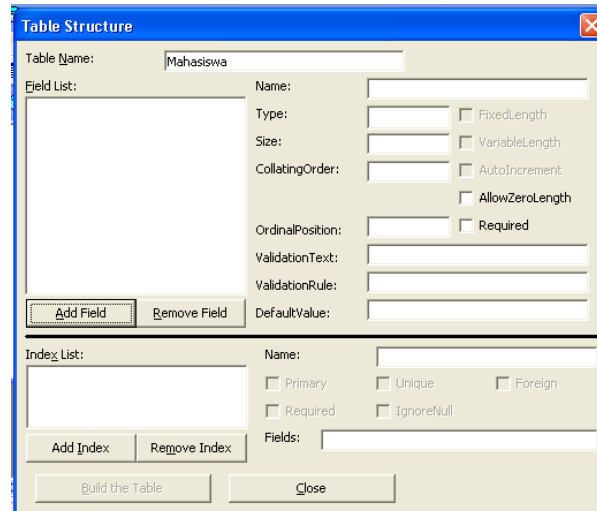 Table Structure
Table Name: Mahasiswa
Field List:
Name:
Type:
FixedLength
Size:
VariableLength
CollatingOrder:
AutoIncrement
AllowZeroLength
OrdinalPosition:
Required
ValidationText:
ValidationRule:
Add Field
Remove Field
DefaultValue:
Index List:
Name:
Primary
Unique
Foreign
Required
IgnoreNull
Add Index
Remove Index
Fields:
Build the Table
Close